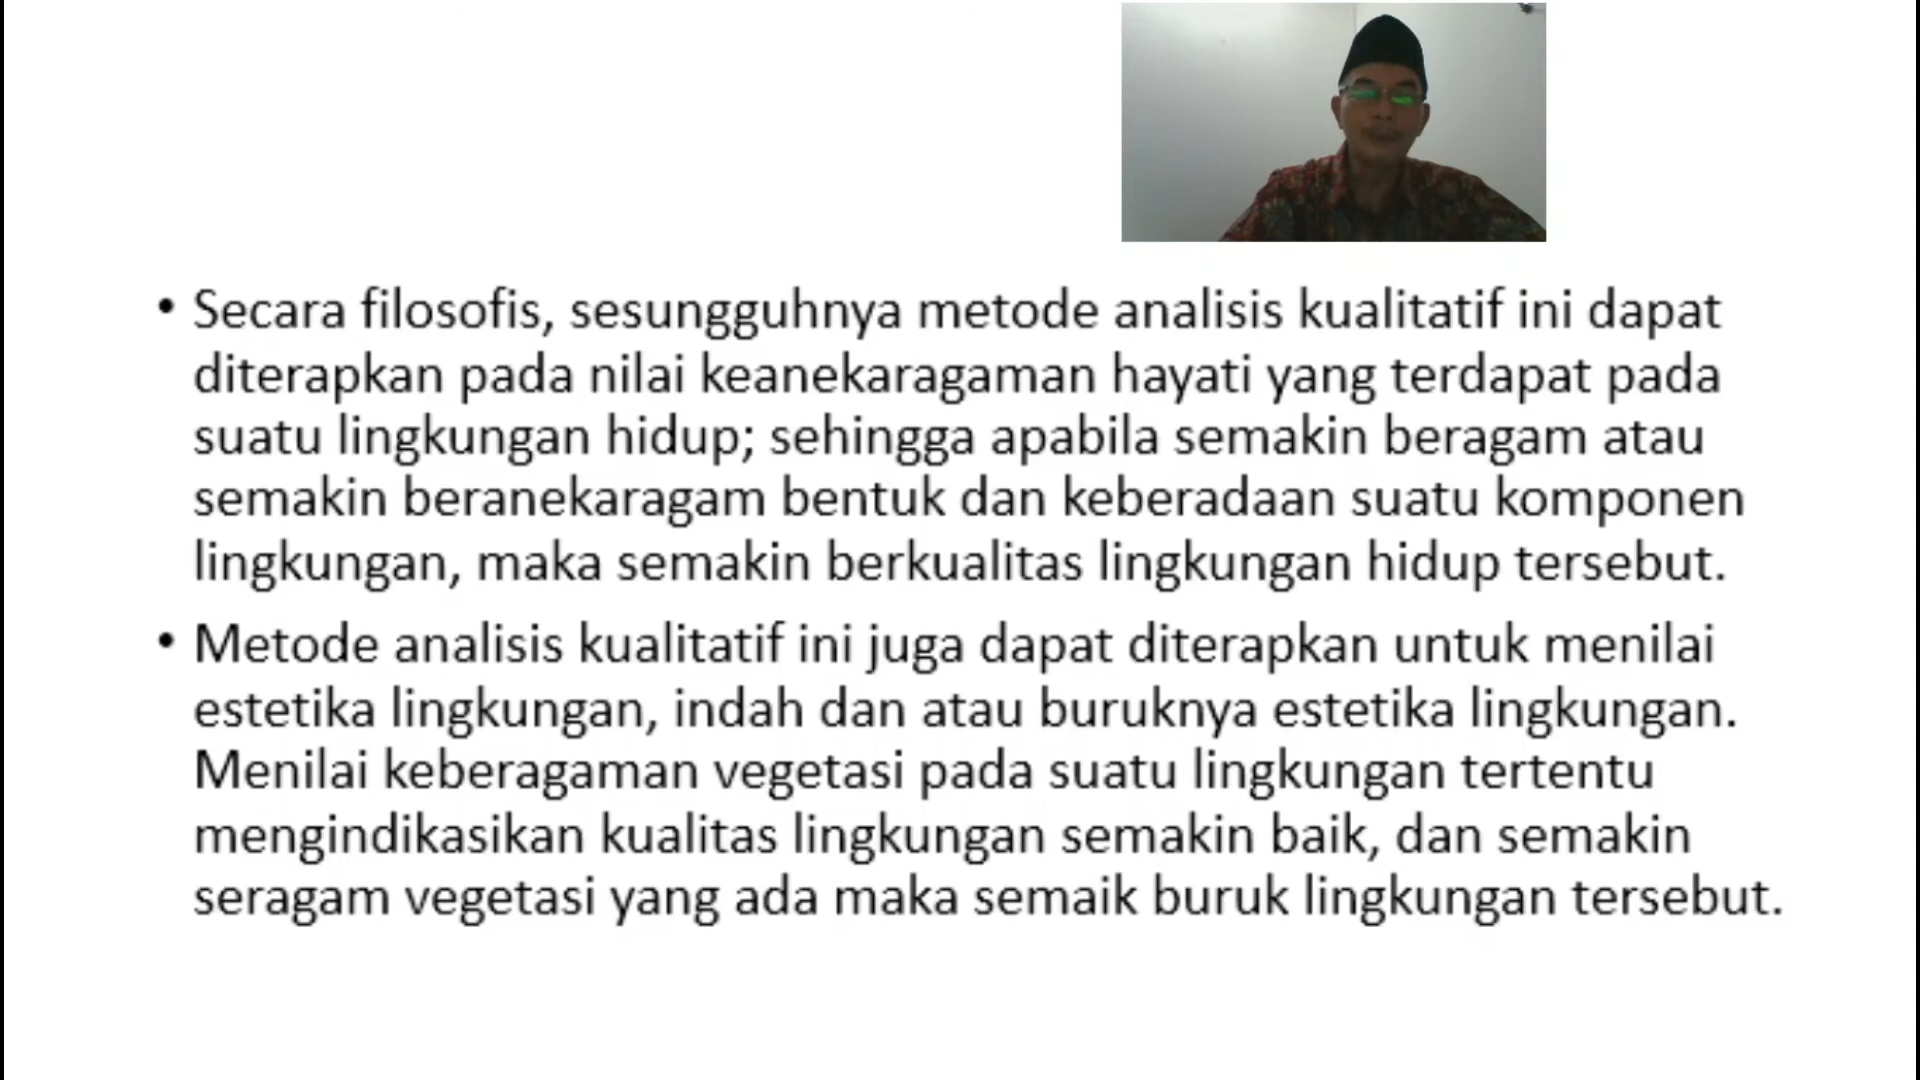 • Secara filosofis, sesungguhnya metode analisis kualitatif ini dapat
diterapkan pada nilai keanekaragaman hayati yang terdapat pada
suatu lingkungan hidup; sehingga apabila semakin beragam atau
semakin beranekaragam bentuk dan keberadaan suatu komponen
lingkungan, maka semakin berkualitas lingkungan hidup tersebut.
• Metode analisis kualitatif ini juga dapat diterapkan untuk menilai
estetika lingkungan, indah dan atau buruknya estetika lingkungan.
Menilai keberagaman vegetasi pada suatu lingkungan tertentu
mengindikasikan kualitas lingkungan semakin baik, dan semakin
seragam vegetasi yang ada maka semaik buruk lingkungan tersebut.